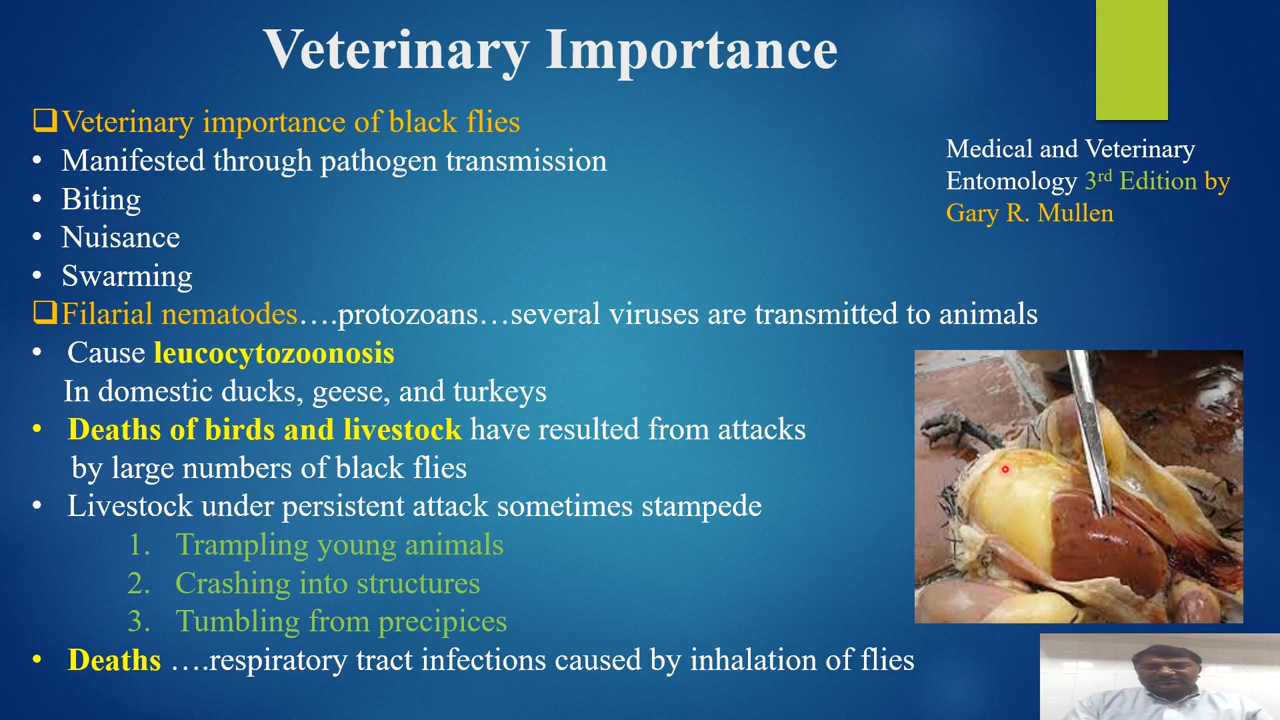 Veterinary Importance
Veterinary importance of black flies
• Manifested through pathogen transmission
• Biting
• Nuisance
• Swarming
Filarial nematodes….protozoans…several viruses are transmitted to animals
• Cause leucocytozoonosis
In domestic ducks, geese, and turkeys
• Deaths of birds and livestock have resulted from attacks
by large numbers of black flies
• Livestock under persistent attack sometimes stampede
1. Trampling young animals
2. Crashing into structures
3. Tumbling from precipices
• Deaths ….respiratory tract infections caused by inhalation of flies
Medical and Veterinary
Entomology 3rd Edition by
Gary R. Mullen